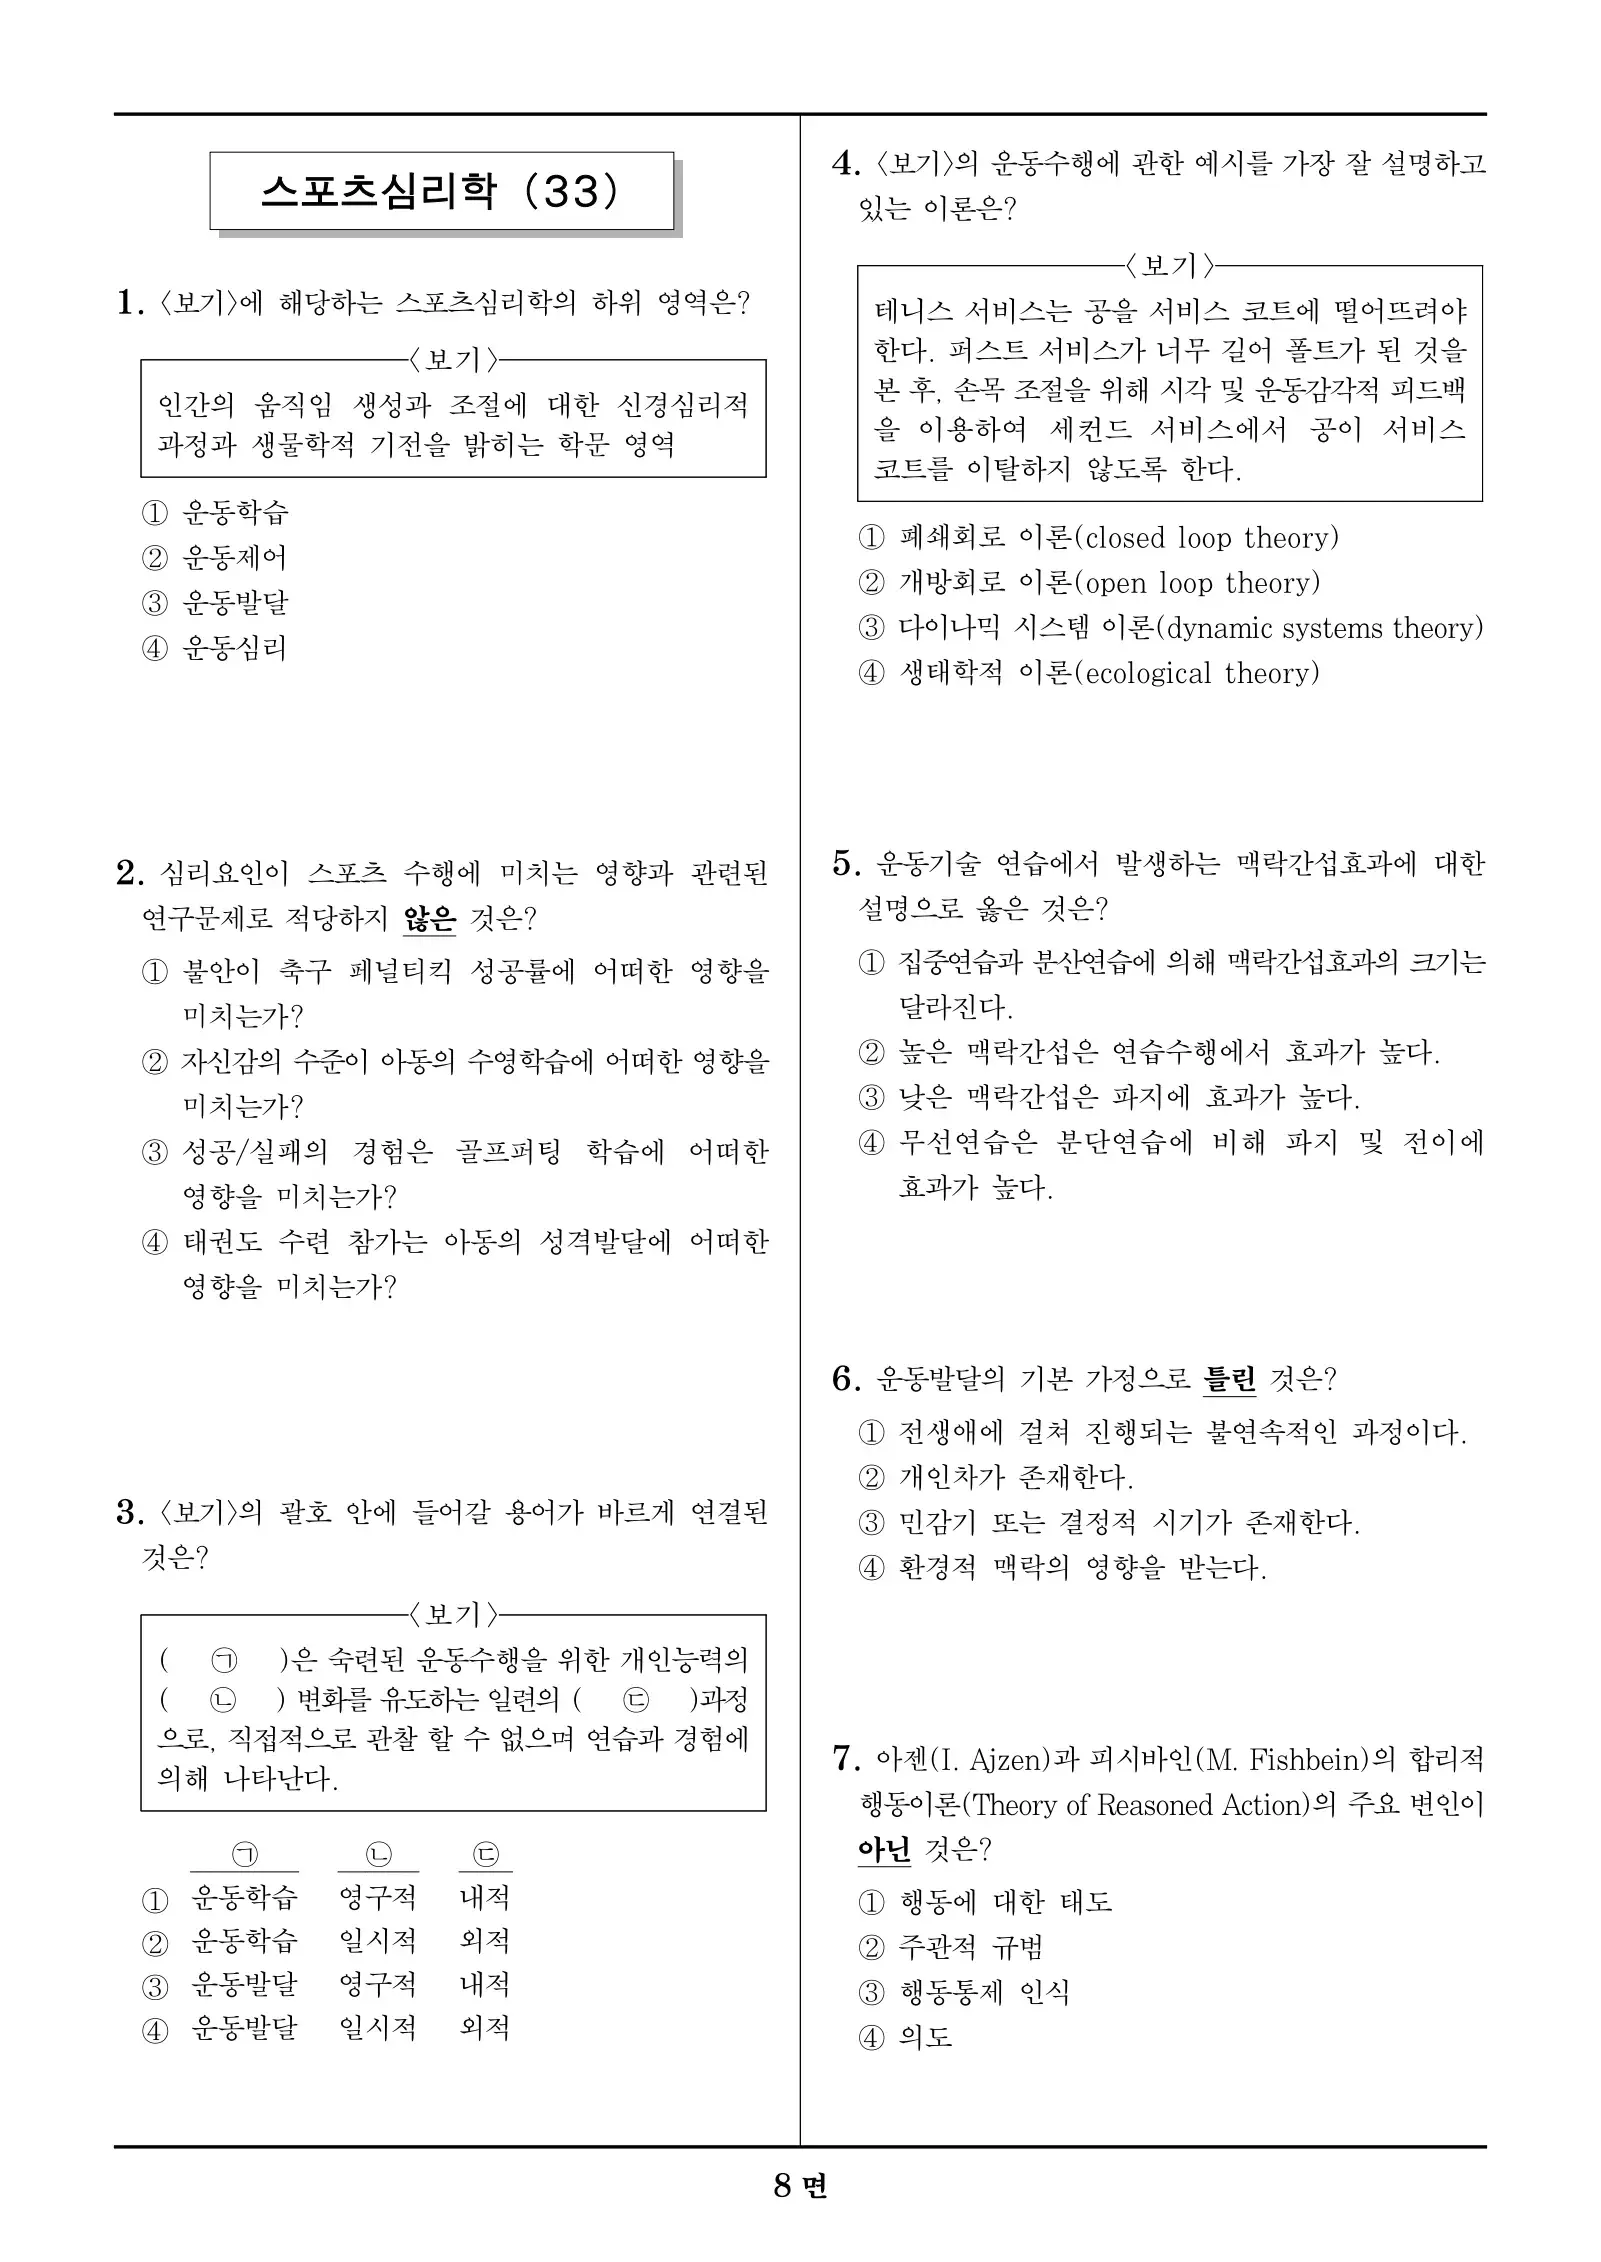 스포츠심리학 (33)
1. 〈보기〉에 해당하는 스포츠심리학의 하위 영역은?
〈보기〉
인간의 움직임 생성과 조절에 대한 신경심리적
과정과 생물학적 기전을 밝히는 학문 영역
① 운동학습
② 운동제어
③ 운동발달
④ 운동심리
2. 심리요인이 스포츠 수행에 미치는 영향과 관련된
연구문제로 적당하지 않은 것은?
① 불안이 축구 페널티킥 성공률에 어떠한 영향을
미치는가?
② 자신감의 수준이 아동의 수영학습에 어떠한 영향을
미치는가?
③ 성공/실패의 경험은 골프퍼팅 학습에 어떠한
영향을 미치는가?
④ 태권도 수련 참가는 아동의 성격발달에 어떠한
영향을 미치는가?
3. 〈보기〉의 괄호 안에 들어갈 용어가 바르게 연결된
것은?
〈보기〉
( ㉠ )은 숙련된 운동수행을 위한 개인능력의
( ㉡ ) 변화를 유도하는 일련의 ( ㉢ )과정
으로, 직접적으로 관찰 할 수 없으며 연습과 경험에
의해 나타난다.
㉠ ㉡ ㉢
① 운동학습 영구적 내적
② 운동학습 일시적 외적
③ 운동발달 영구적 내적
④ 운동발달 일시적 외적
4. 〈보기〉의 운동수행에 관한 예시를 가장 잘 설명하고
있는 이론은?
〈보기〉
테니스 서비스는 공을 서비스 코트에 떨어뜨려야
한다. 퍼스트 서비스가 너무 길어 폴트가 된 것을
본 후, 손목 조절을 위해 시각 및 운동감각적 피드백
을 이용하여 세컨드 서비스에서 공이 서비스
코트를 이탈하지 않도록 한다.
① 폐쇄회로 이론(closed loop theory)
② 개방회로 이론(open loop theory)
③ 다이나믹 시스템 이론(dynamic systems theory)
④ 생태학적 이론(ecological theory)
5. 운동기술 연습에서 발생하는 맥락간섭효과에 대한
설명으로 옳은 것은?
① 집중연습과 분산연습에 의해 맥락간섭효과의 크기는
달라진다.
② 높은 맥락간섭은 연습수행에서 효과가 높다.
③ 낮은 맥락간섭은 파지에 효과가 높다.
④ 무선연습은 분단연습에 비해 파지 및 전이에
효과가 높다.
6. 운동발달의 기본 가정으로 틀린 것은?
① 전생애에 걸쳐 진행되는 불연속적인 과정이다.
② 개인차가 존재한다.
③ 민감기 또는 결정적 시기가 존재한다.
④ 환경적 맥락의 영향을 받는다.
7. 아젠(I. Ajzen)과 피시바인(M. Fishbein)의 합리적
행동이론(Theory of Reasoned Action)의 주요 변인이
아닌 것은?
① 행동에 대한 태도
② 주관적 규범
③ 행동통제 인식
④ 의도
8 면